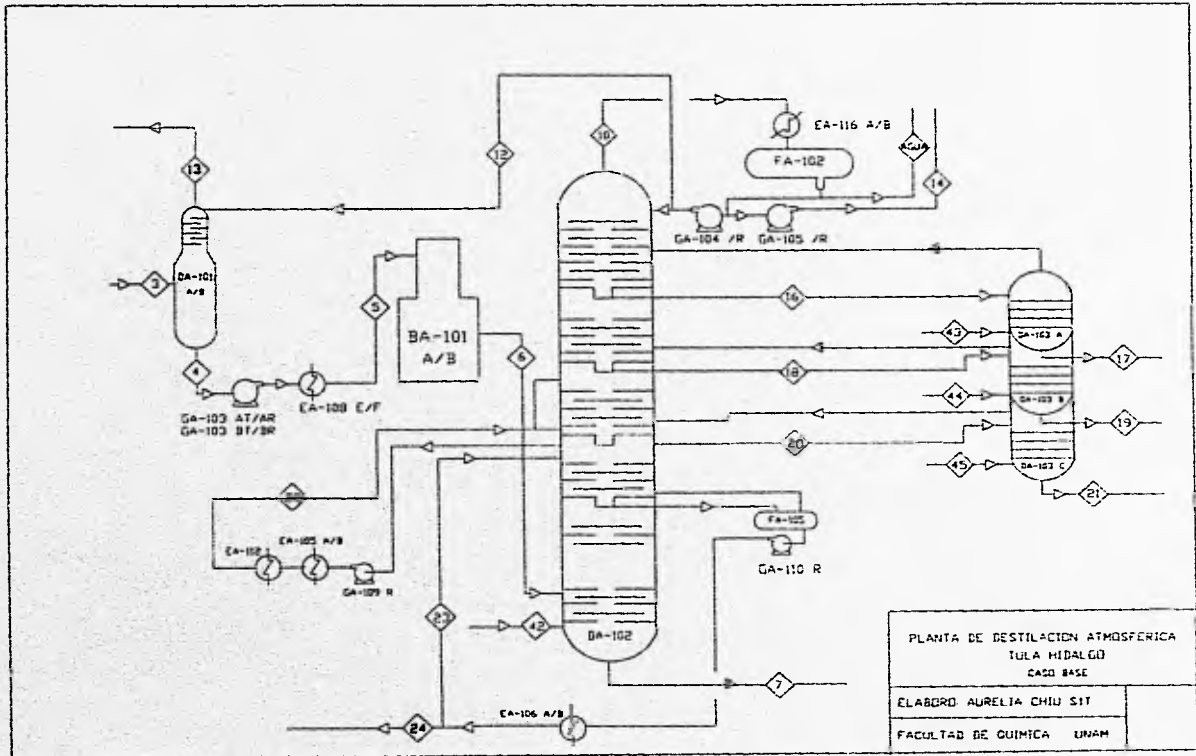 13
12
10
EA-116 A/B
FA-102
AGUA
14
GA-104 /R
GA-105 /R
3
DA-101
A/B
5
BA-101
A/B
6
4
GA-103 AT/AR
GA-103 BT/BR
EA-108 E/F
16
43
DA-103 A
17
18
44
DA-103 B
19
20
45
DA-103 C
21
EA-112
EA-105 A/B
GA-109 R
FA-105
GA-110 R
23
42
DA-102
7
24
EA-106 A/B
PLANTA DE DESTILACION ATMOSFERICA
TULA HIDALGO
CASO BASE
ELABORO AURELIA CHIU SIT
FACULTAD DE QUIMICA UNAM